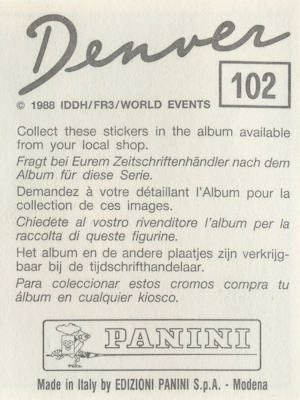 Denver
102
© 1988 IDDH/FR3/WORLD EVENTS
Collect these stickers in the album available
from your local shop.
Fragt bei Eurem Zeitschriftenhändler nach dem
Album für diese Serie.
Demandez à votre détaillant l'Album pour la
collection de ces images.
Chiedete al vostro rivenditore l'album per la
raccolta di queste figurine.
Het album en de andere plaatjes zijn verkrijg-
baar bij de tijdschrifthandelaar.
Para coleccionar estos cromos compra tu
álbum en cualquier kiosco.
PANINI
Made in Italy by EDIZIONI PANINI S.p.A. - Modena